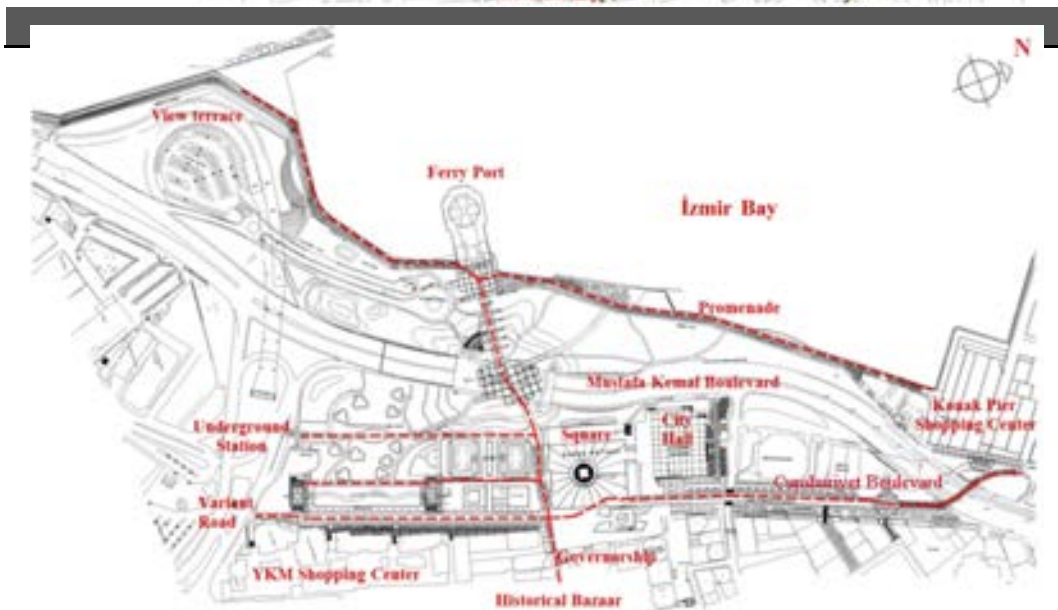 N
View terrace
Ferry Port
İzmir Bay
Promenade
Mustafa Kemal Boulevard
Konak Pier
Shopping Center
Underground
Station
Square
City
Hall
Cumhuriyet Boulevard
Variant
Road
Governorship
YKM Shopping Center
Historical Bazaar